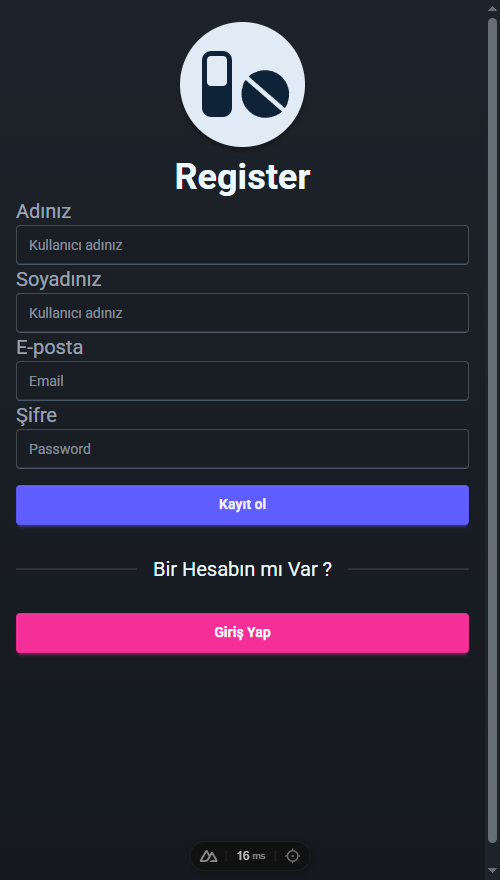 Register
Adınız
Kullanıcı adınız
Soyadınız
Kullanıcı adınız
E-posta
Email
Şifre
Password
Kayıt ol
Bir Hesabın mı Var ?
Giriş Yap
16 ms